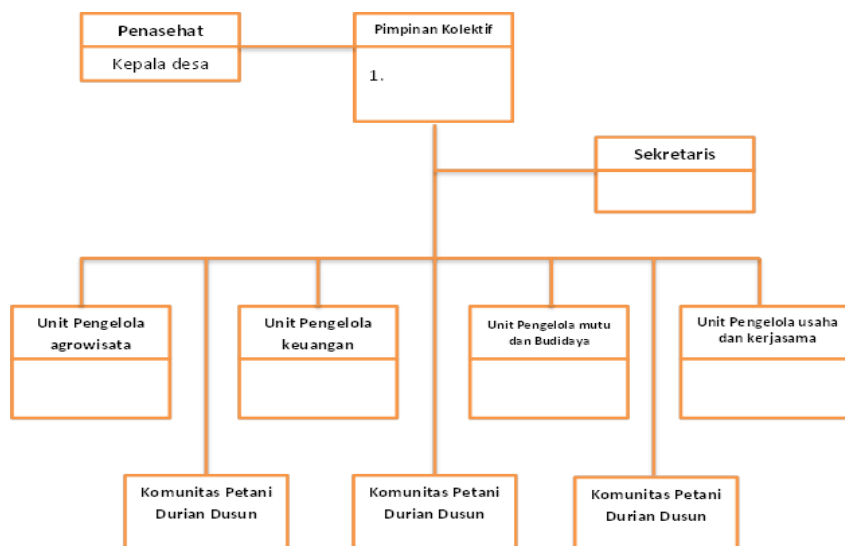 Penasehat
Kepala desa
Pimpinan Kolektif
1.
Sekretaris
Unit Pengelola
agrowisata
Unit Pengelola
keuangan
Unit Pengelola mutu
dan Budidaya
Unit Pengelola usaha
dan kerjasama
Komunitas Petani
Durian Dusun
Komunitas Petani
Durian Dusun
Komunitas Petani
Durian Dusun